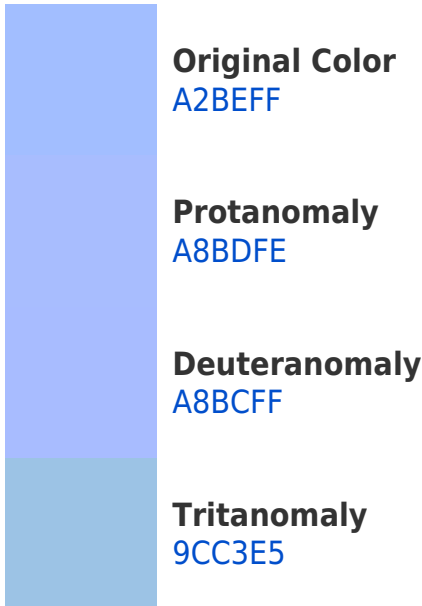 Original Color
A2BEFF
Protanomaly
A8BDFE
Deuteranomaly
A8BCFF
Tritanomaly
9CC3E5